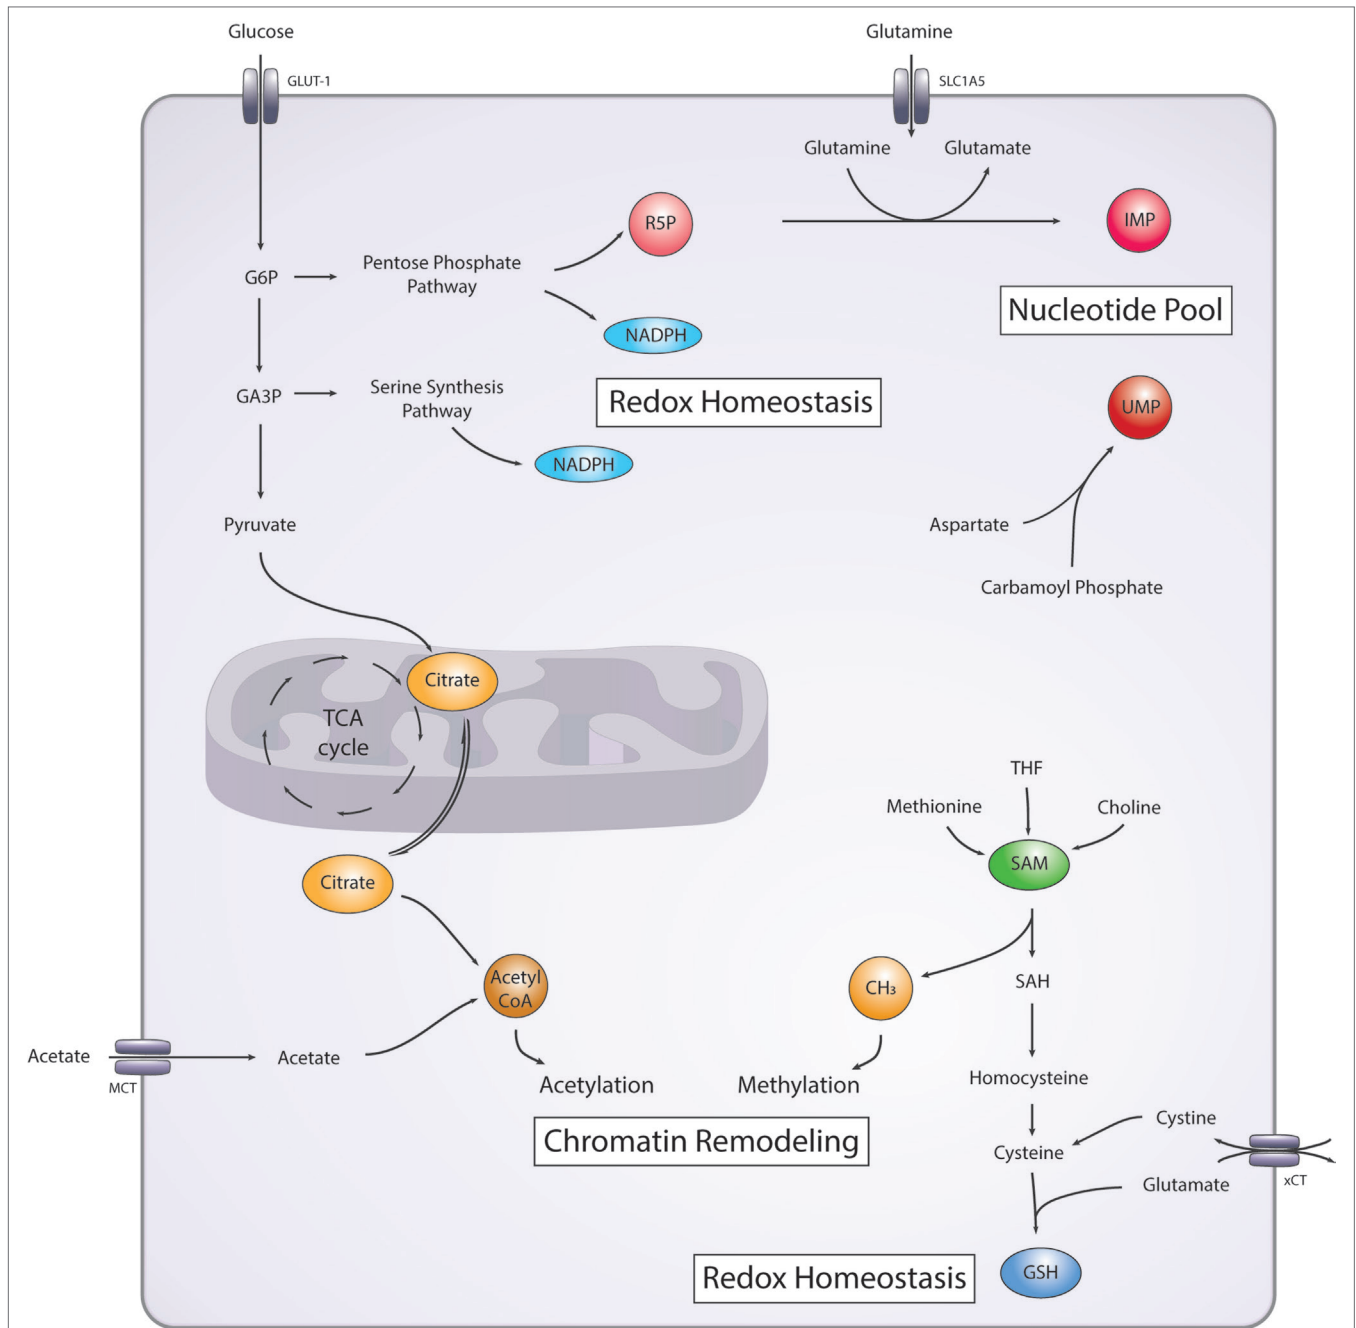 Glucose
Glutamine
GLUT-1
SLC1A5
Glutamine
Glutamate
R5P
IMP
G6P
Pentose Phosphate
Pathway
Nucleotide Pool
NADPH
GA3P
Serine Synthesis
Pathway
Redox Homeostasis
UMP
NADPH
Pyruvate
Aspartate
Carbamoyl Phosphate
Citrate
TCA
cycle
THF
Methionine
Choline
SAM
Citrate
Acetyl
CoA
CH₃
SAH
Acetate
MCT
Acetate
Acetylation
Methylation
Homocysteine
Chromatin Remodeling
Cystine
Cysteine
xCT
Glutamate
Redox Homeostasis
GSH